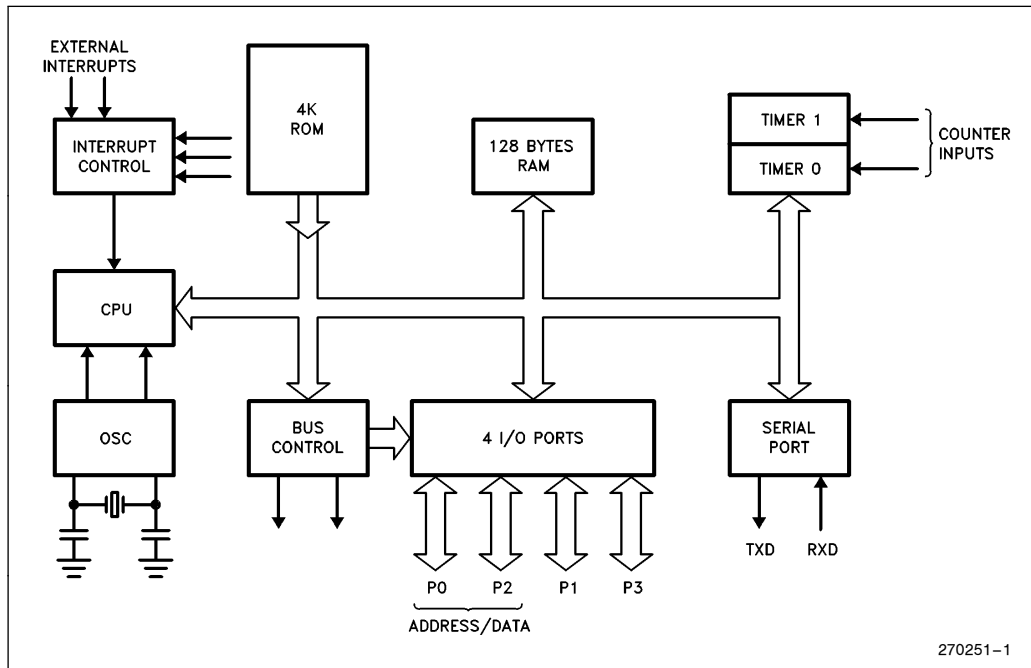 EXTERNAL
INTERRUPTS
INTERRUPT
CONTROL
4K
ROM
128 BYTES
RAM
TIMER 1
TIMER 0
COUNTER
INPUTS
CPU
OSC
BUS
CONTROL
4 I/O PORTS
SERIAL
PORT
TXD RXD
P0 P2 P1 P3
ADDRESS/DATA
270251–1